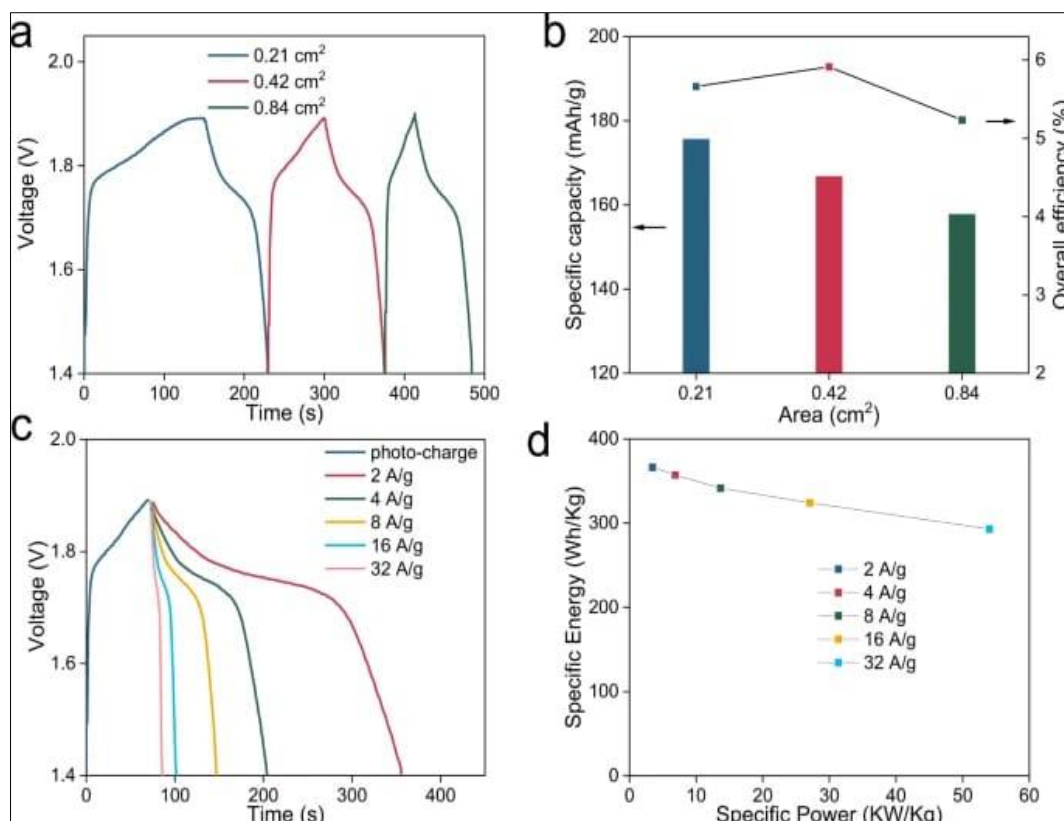 a
2.0
1.8
1.6
1.4
Voltage (V)
0.21 cm²
0.42 cm²
0.84 cm²
0 100 200 300 400 500
Time (s)
b
200
180
160
140
120
Specific capacity (mAh/g)
6
5
4
3
2
Overall efficiency (%)
0.21 0.42 0.84
Area (cm²)
c
2.0
1.8
1.6
1.4
Voltage (V)
photo-charge
2 A/g
4 A/g
8 A/g
16 A/g
32 A/g
0 100 200 300 400
Time (s)
d
400
300
200
100
0
Specific Energy (Wh/Kg)
2 A/g
4 A/g
8 A/g
16 A/g
32 A/g
0 10 20 30 40 50 60
Specific Power (KW/Kg)